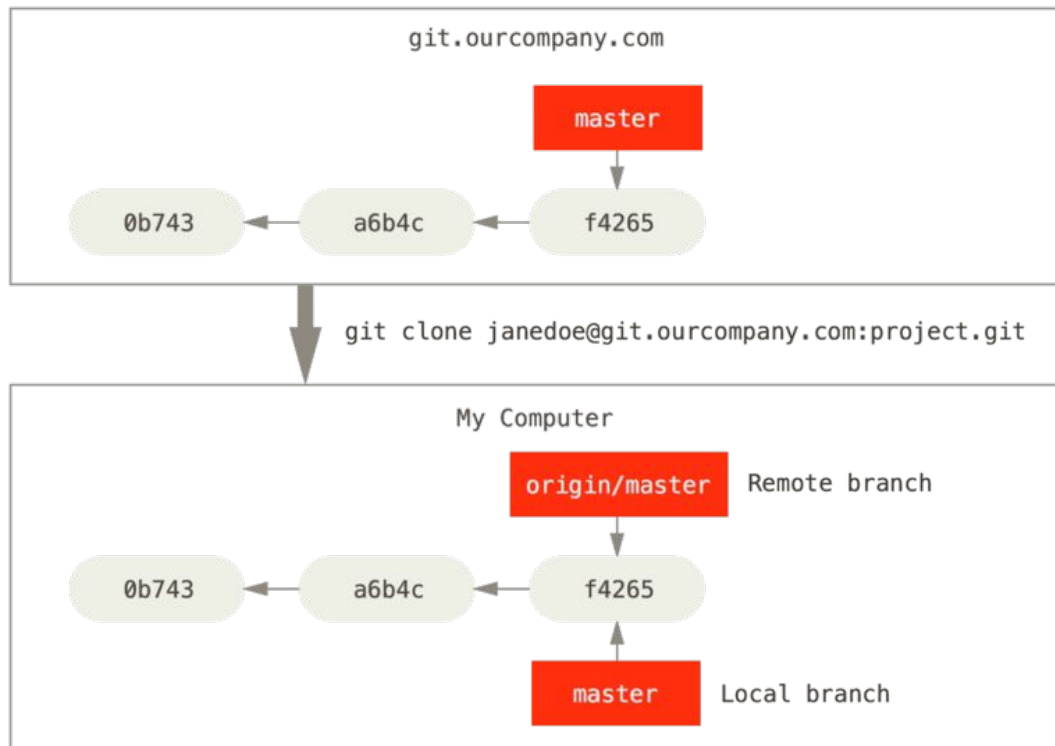 git.ourcompany.com
master
0b743 a6b4c f4265
git clone janedoe@git.ourcompany.com:project.git
My Computer
origin/master Remote branch
0b743 a6b4c f4265
master Local branch